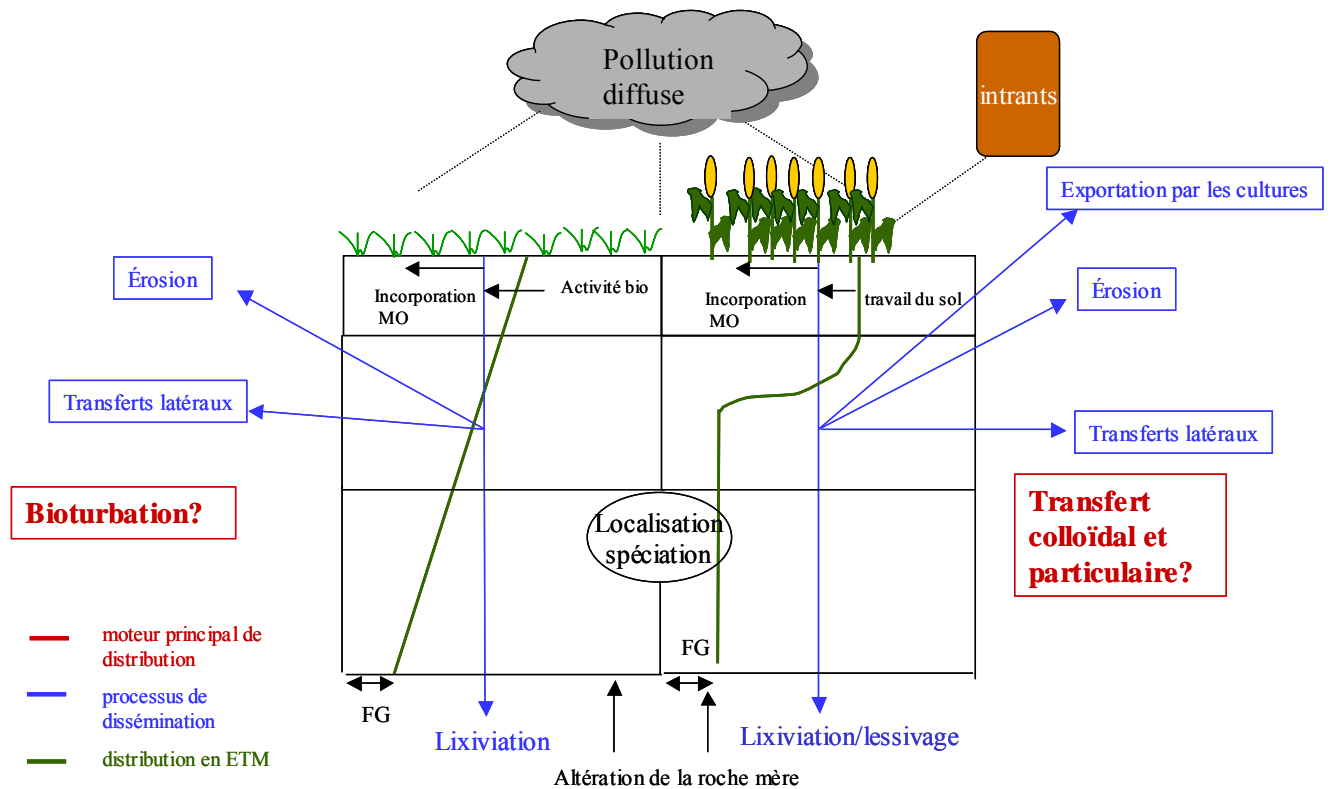 Pollution
diffuse
intrants
Exportation par les cultures
Érosion
Érosion
Incorporation
MO
Activité bio
Incorporation
MO
travail du sol
Transferts latéraux
Transferts latéraux
Bioturbation?
Localisation
spéciation
Transfert
colloïdal et
particulaire?
moteur principal de
distribution
processus de
dissémination
distribution en ETM
FG
FG
Lixiviation
Lixiviation/lessivage
Altération de la roche mère